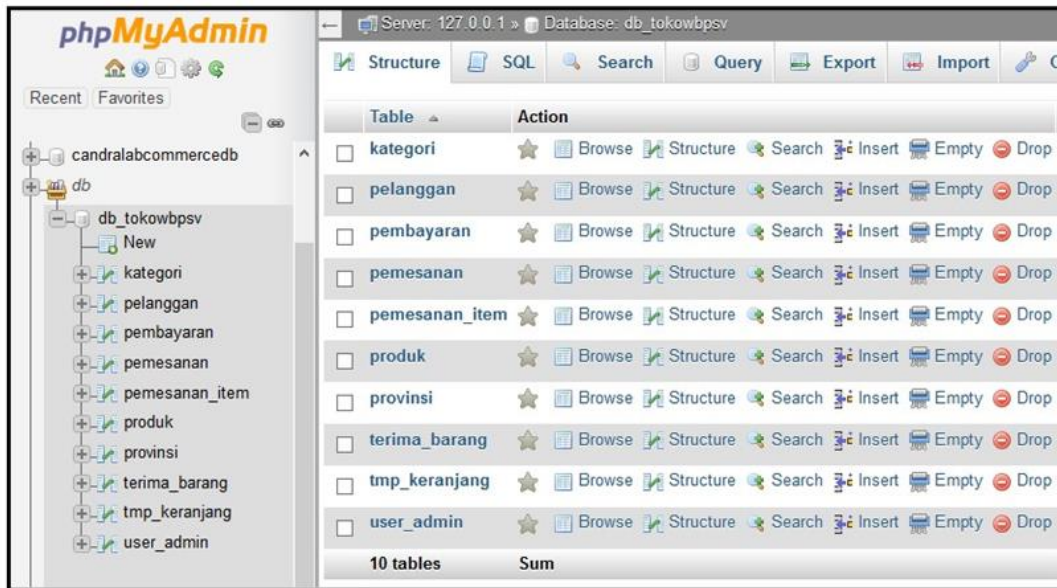 phpMyAdmin
Recent Favorites
candralabcommercedb
db
db_tokowbpsv
New
kategori
pelanggan
pembayaran
pemesanan
pemesanan_item
produk
provinsi
terima_barang
tmp_keranjang
user_admin
Server: 127.0.0.1 » Database: db_tokowbpsv
Structure SQL Search Query Export Import
Table Action
kategori Browse Structure Search Insert Empty Drop
pelanggan Browse Structure Search Insert Empty Drop
pembayaran Browse Structure Search Insert Empty Drop
pemesanan Browse Structure Search Insert Empty Drop
pemesanan_item Browse Structure Search Insert Empty Drop
produk Browse Structure Search Insert Empty Drop
provinsi Browse Structure Search Insert Empty Drop
terima_barang Browse Structure Search Insert Empty Drop
tmp_keranjang Browse Structure Search Insert Empty Drop
user_admin Browse Structure Search Insert Empty Drop
10 tables Sum